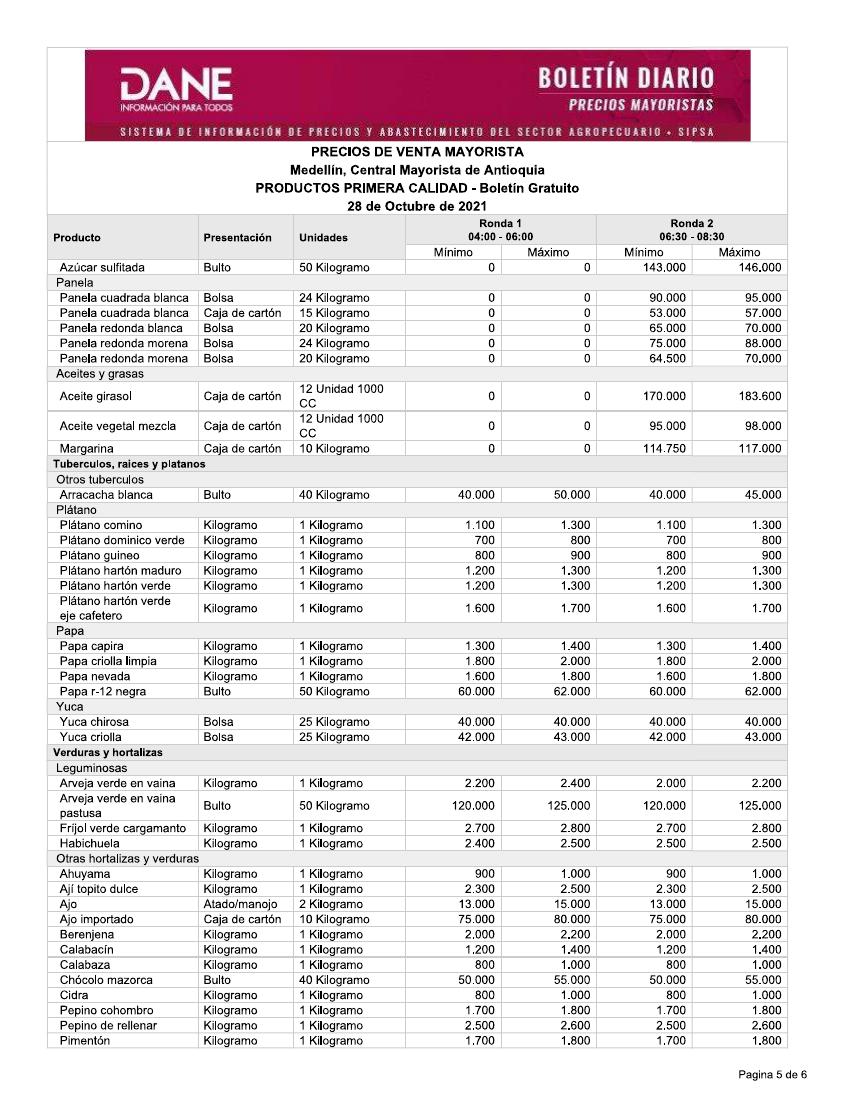 DANE
INFORMACIÓN PARA TODOS
BOLETÍN DIARIO
PRECIOS MAYORISTAS
SISTEMA DE INFORMACIÓN DE PRECIOS Y ABASTECIMIENTO DEL SECTOR AGROPECUARIO • SIPSA
PRECIOS DE VENTA MAYORISTA
Medellín, Central Mayorista de Antioquia
PRODUCTOS PRIMERA CALIDAD - Boletín Gratuito
28 de Octubre de 2021
Producto Presentación Unidades Ronda 1 04:00 - 06:00 Ronda 2 06:30 - 08:30
Mínimo Máximo Mínimo Máximo
Azúcar sulfitada Bulto 50 Kilogramo 0 0 143.000 146.000
Panela
Panela cuadrada blanca Bolsa 24 Kilogramo 0 0 90.000 95.000
Panela cuadrada blanca Caja de cartón 15 Kilogramo 0 0 53.000 57.000
Panela redonda blanca Bolsa 20 Kilogramo 0 0 65.000 70.000
Panela redonda morena Bolsa 24 Kilogramo 0 0 75.000 88.000
Panela redonda morena Bolsa 20 Kilogramo 0 0 64.500 70.000
Aceites y grasas
Aceite girasol Caja de cartón 12 Unidad 1000 CC 0 0 170.000 183.600
Aceite vegetal mezcla Caja de cartón 12 Unidad 1000 CC 0 0 95.000 98.000
Margarina Caja de cartón 10 Kilogramo 0 0 114.750 117.000
Tuberculos, raices y platanos
Otros tuberculos
Arracacha blanca Bulto 40 Kilogramo 40.000 50.000 40.000 45.000
Plátano
Plátano comino Kilogramo 1 Kilogramo 1.100 1.300 1.100 1.300
Plátano dominico verde Kilogramo 1 Kilogramo 700 800 700 800
Plátano guineo Kilogramo 1 Kilogramo 800 900 800 900
Plátano hartón maduro Kilogramo 1 Kilogramo 1.200 1.300 1.200 1.300
Plátano hartón verde Kilogramo 1 Kilogramo 1.200 1.300 1.200 1.300
Plátano hartón verde eje cafetero Kilogramo 1 Kilogramo 1.600 1.700 1.600 1.700
Papa
Papa capira Kilogramo 1 Kilogramo 1.300 1.400 1.300 1.400
Papa criolla limpia Kilogramo 1 Kilogramo 1.800 2.000 1.800 2.000
Papa nevada Kilogramo 1 Kilogramo 1.600 1.800 1.600 1.800
Papa r-12 negra Bulto 50 Kilogramo 60.000 62.000 60.000 62.000
Yuca
Yuca chirosa Bolsa 25 Kilogramo 40.000 40.000 40.000 40.000
Yuca criolla Bolsa 25 Kilogramo 42.000 43.000 42.000 43.000
Verduras y hortalizas
Leguminosas
Arveja verde en vaina Kilogramo 1 Kilogramo 2.200 2.400 2.000 2.200
Arveja verde en vaina pastusa Bulto 50 Kilogramo 120.000 125.000 120.000 125.000
Fríjol verde cargamanto Kilogramo 1 Kilogramo 2.700 2.800 2.700 2.800
Habichuela Kilogramo 1 Kilogramo 2.400 2.500 2.500 2.500
Otras hortalizas y verduras
Ahuyama Kilogramo 1 Kilogramo 900 1.000 900 1.000
Ají topito dulce Kilogramo 1 Kilogramo 2.300 2.500 2.300 2.500
Ajo Atado/manojo 2 Kilogramo 13.000 15.000 13.000 15.000
Ajo importado Caja de cartón 10 Kilogramo 75.000 80.000 75.000 80.000
Berenjena Kilogramo 1 Kilogramo 2.000 2.200 2.000 2.200
Calabacín Kilogramo 1 Kilogramo 1.200 1.400 1.200 1.400
Calabaza Kilogramo 1 Kilogramo 800 1.000 800 1.000
Chócolo mazorca Bulto 40 Kilogramo 50.000 55.000 50.000 55.000
Cidra Kilogramo 1 Kilogramo 800 1.000 800 1.000
Pepino cohombro Kilogramo 1 Kilogramo 1.700 1.800 1.700 1.800
Pepino de rellenar Kilogramo 1 Kilogramo 2.500 2.600 2.500 2.600
Pimentón Kilogramo 1 Kilogramo 1.700 1.800 1.700 1.800
Pagina 5 de 6